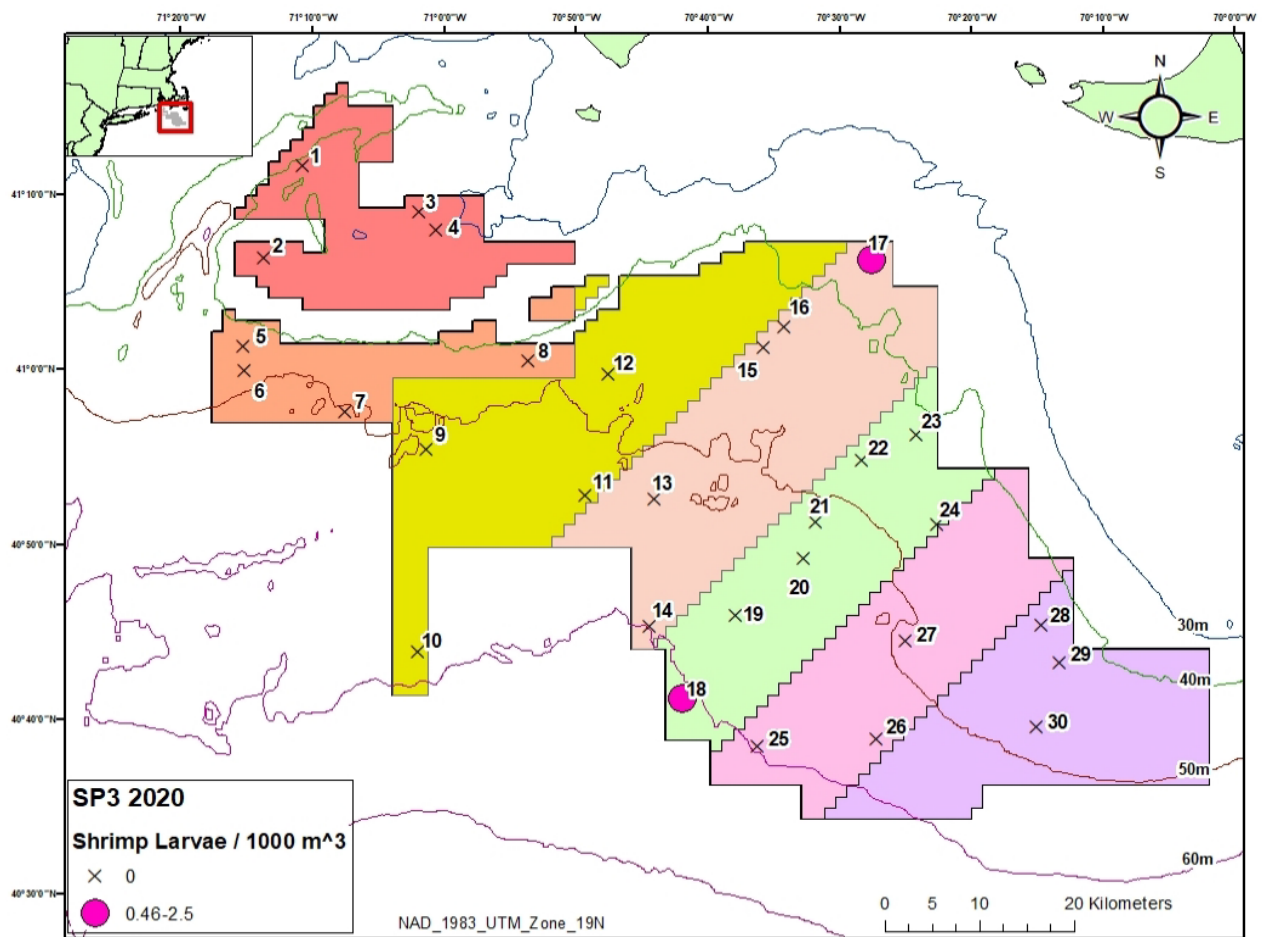 71°20'0"W 71°10'0"W 71°0'0"W 70°50'0"W 70°40'0"W 70°30'0"W 70°20'0"W 70°10'0"W 70°0'0"W
N
W E
S
1
41°10'0"N
3
4
2
17
16
5
8
15
12
41°0'0"N
6
7
23
9
22
11
13
21
24
40°50'0"N
20
14
19
28
30m
10
27
29
40m
18
40°40'0"N
30
26
25
50m
SP3 2020
Shrimp Larvae / 1000 m^3
0
0.46-2.5
60m
40°30'0"N
0 5 10 20 Kilometers
NAD_1983_UTM_Zone_19N